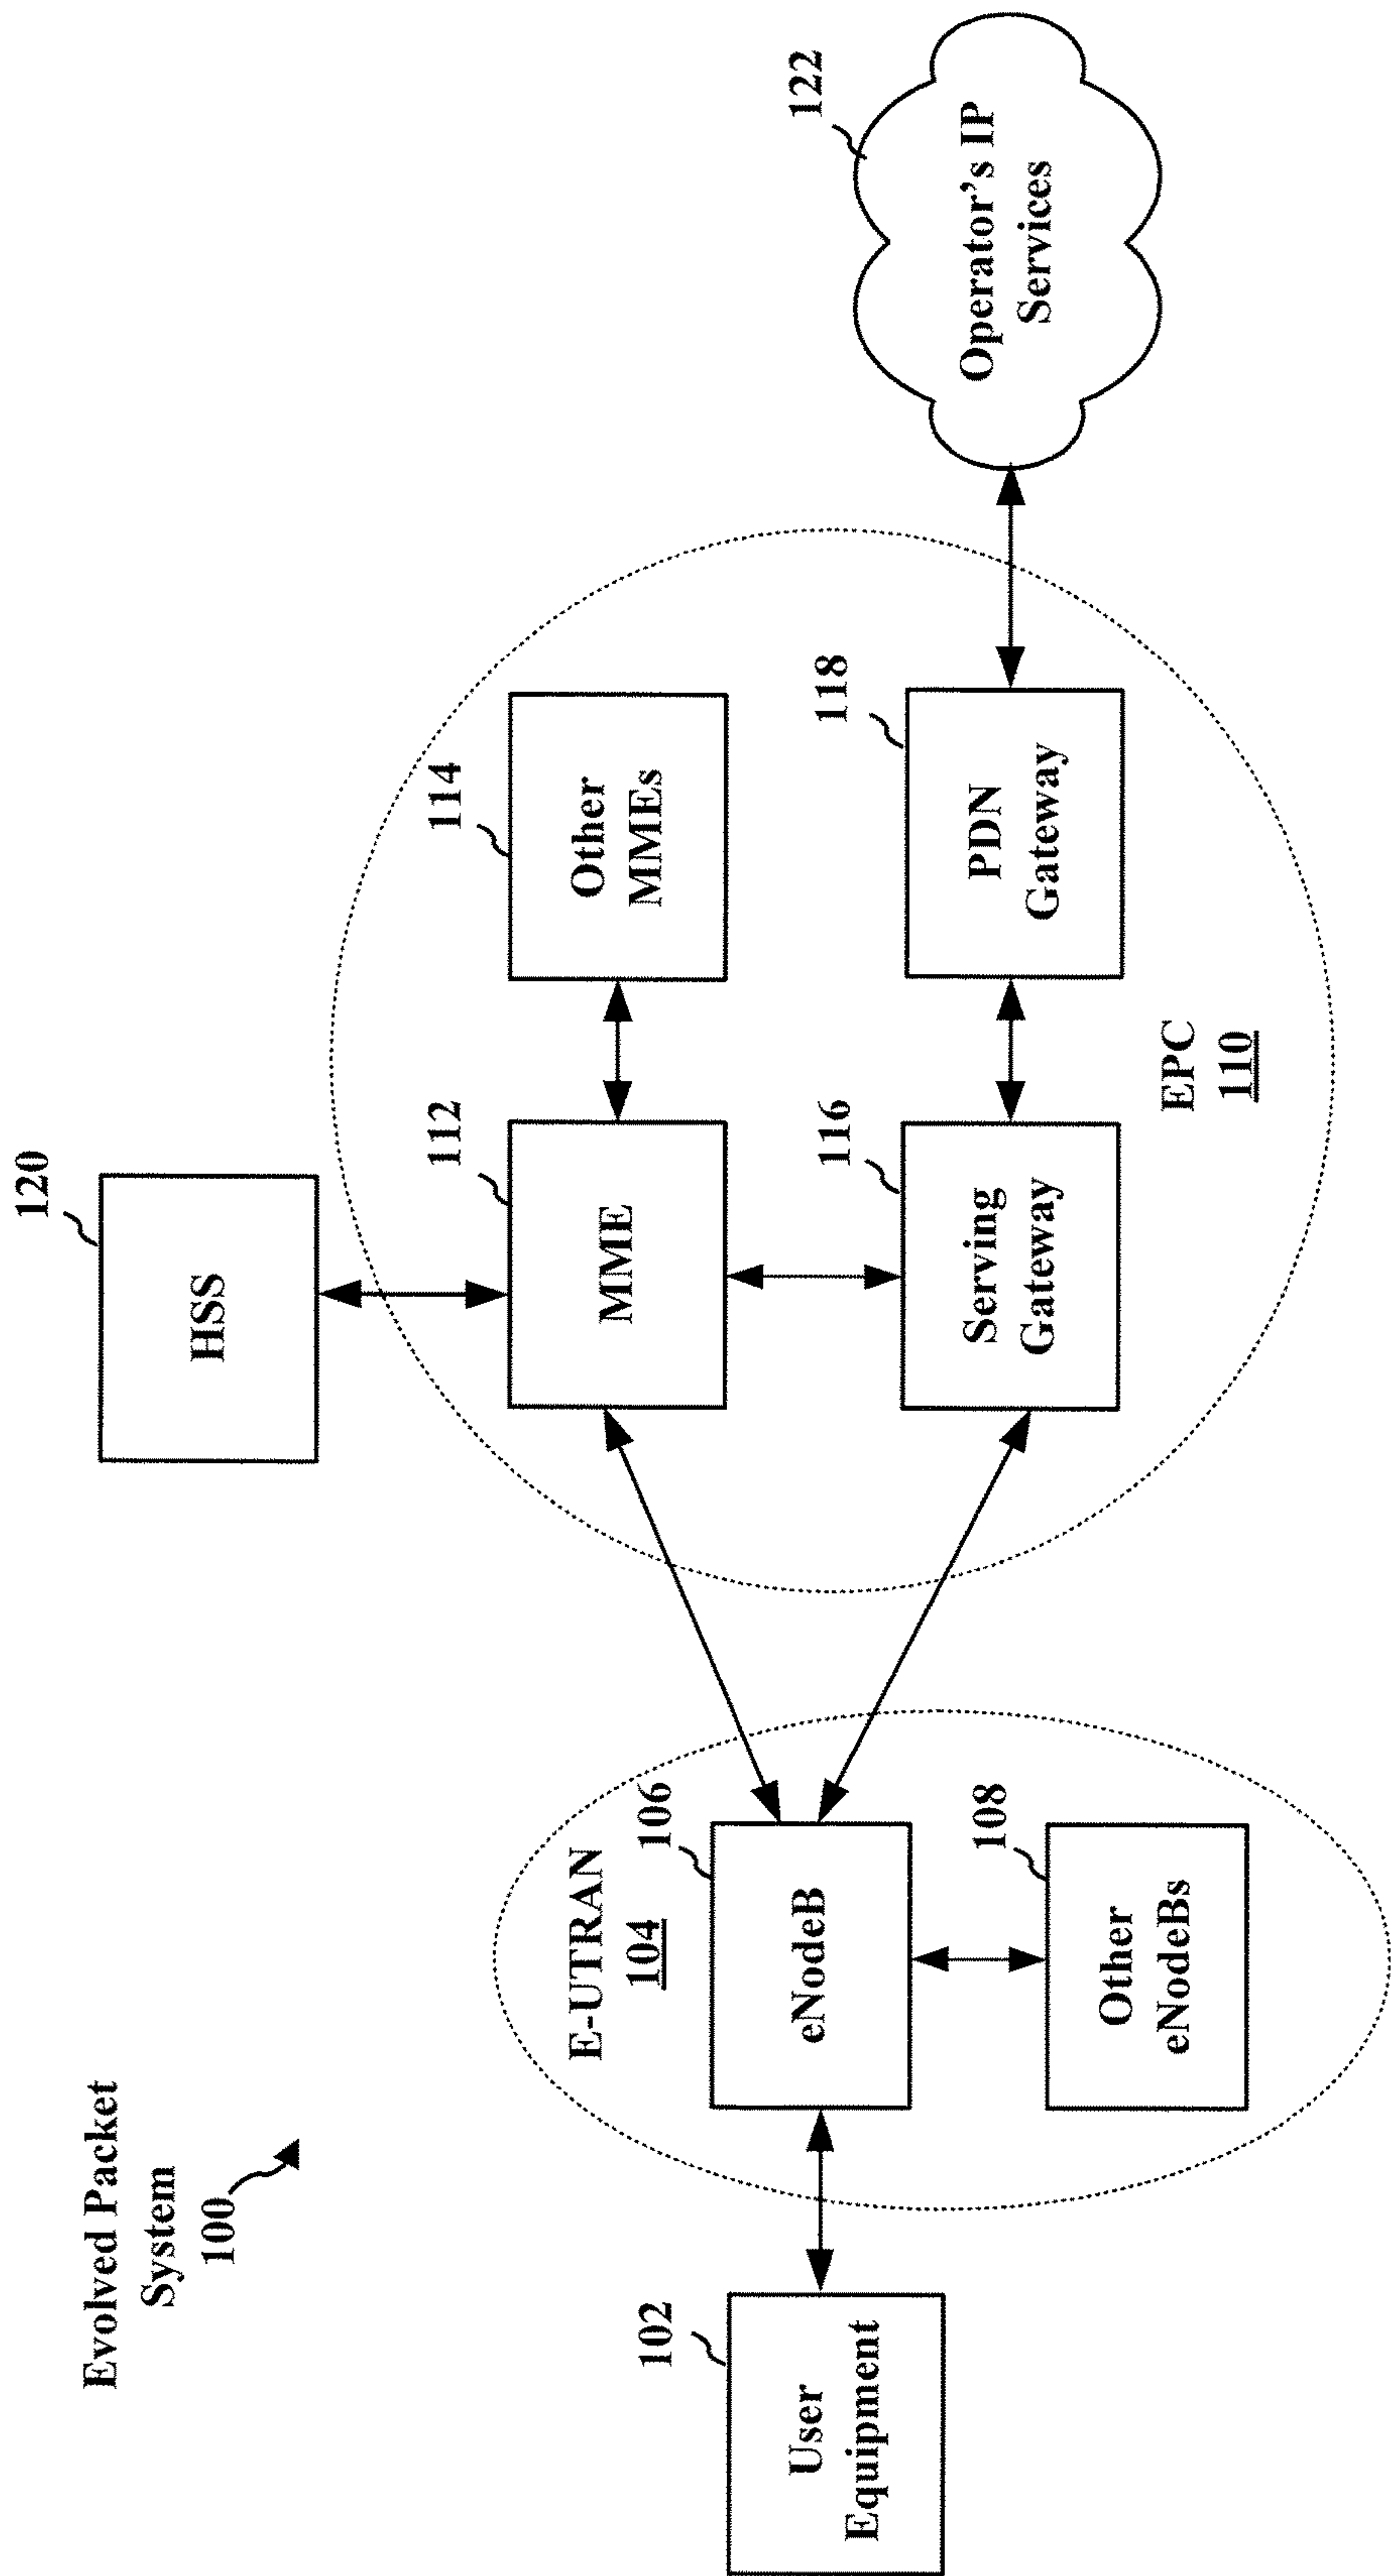 Evolved Packet
System
100
120
HSS
E-UTRAN
104
106
eNodeB
108
Other
eNodeBs
102
User
Equipment
112
MME
114
Other
MMEs
116
Serving
Gateway
118
PDN
Gateway
EPC
110
122
Operator's IP
Services